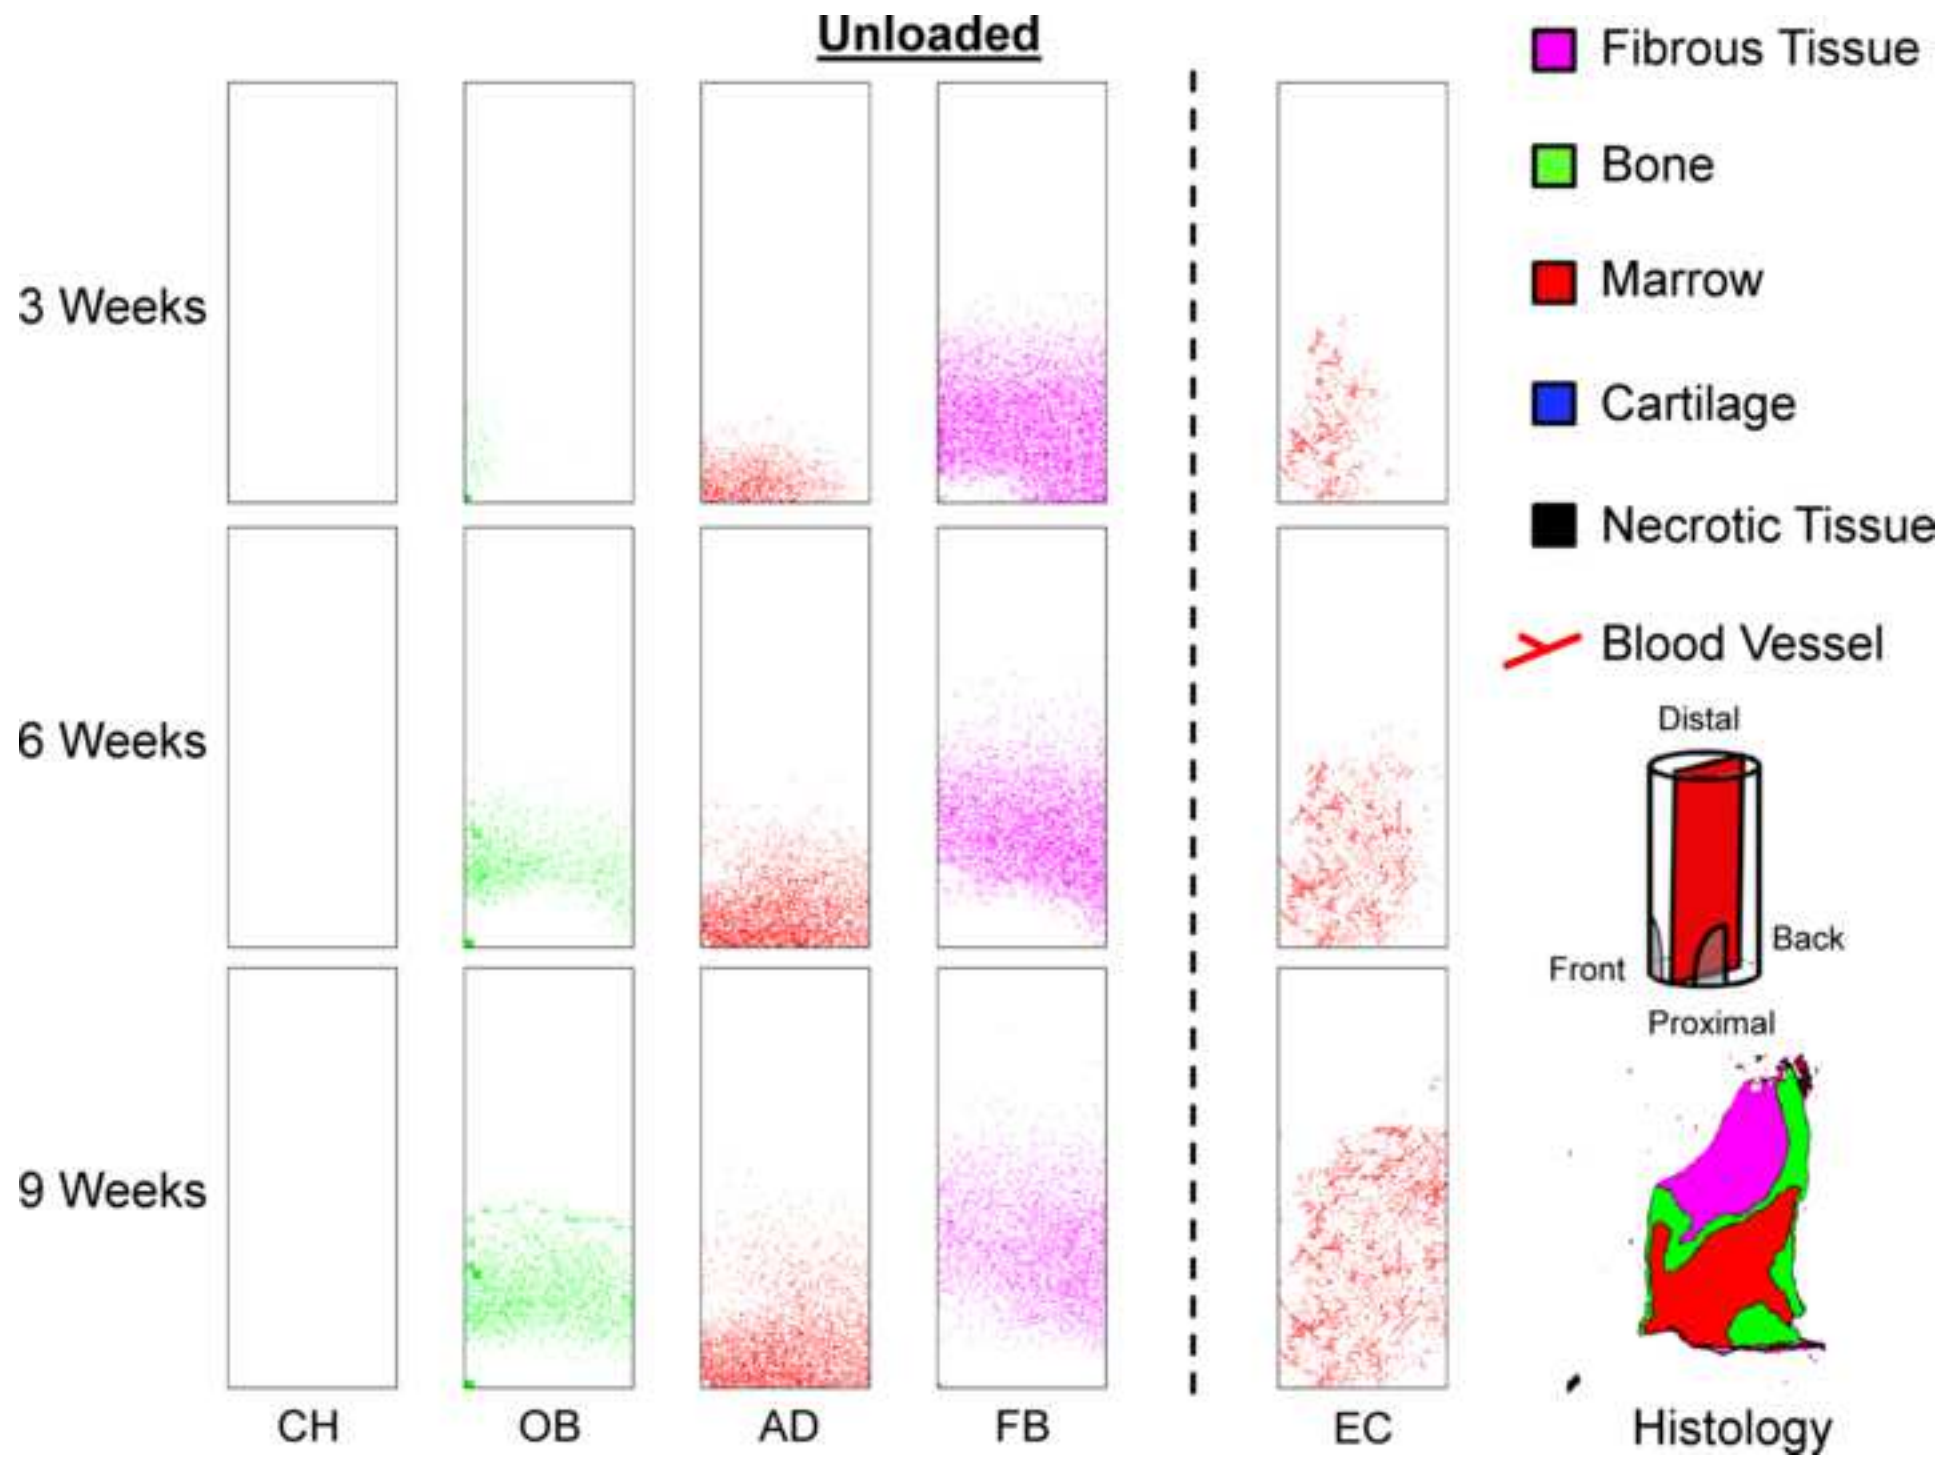 Unloaded
3 Weeks
6 Weeks
9 Weeks
CH
OB
AD
FB
EC
Fibrous Tissue
Bone
Marrow
Cartilage
Necrotic Tissue
Blood Vessel
Distal
Back
Front
Proximal
Histology